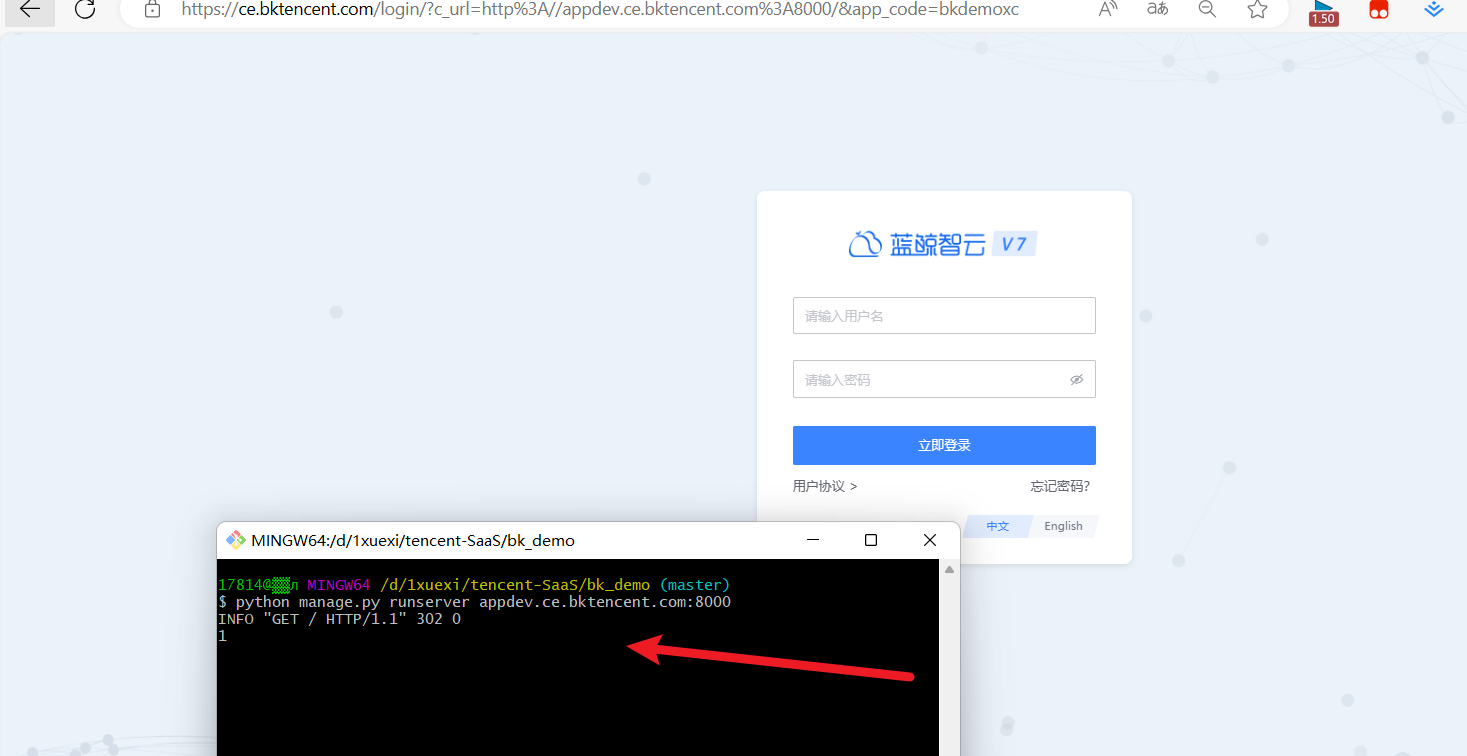 https://ce.bktencent.com/login/?c_url=http%3A//appdev.ce.bktencent.com%3A8000/&app_code=bkdemoxc
1.50
蓝鲸智云 V7
请输入用户名
请输入密码
立即登录
用户协议 > 忘记密码?
中文 English
MINGW64:/d/1xuexi/tencent-SaaS/bk_demo
17814@ MINGW64 /d/1xuexi/tencent-SaaS/bk_demo (master)
$ python manage.py runserver appdev.ce.bktencent.com:8000
INFO "GET / HTTP/1.1" 302 0
1